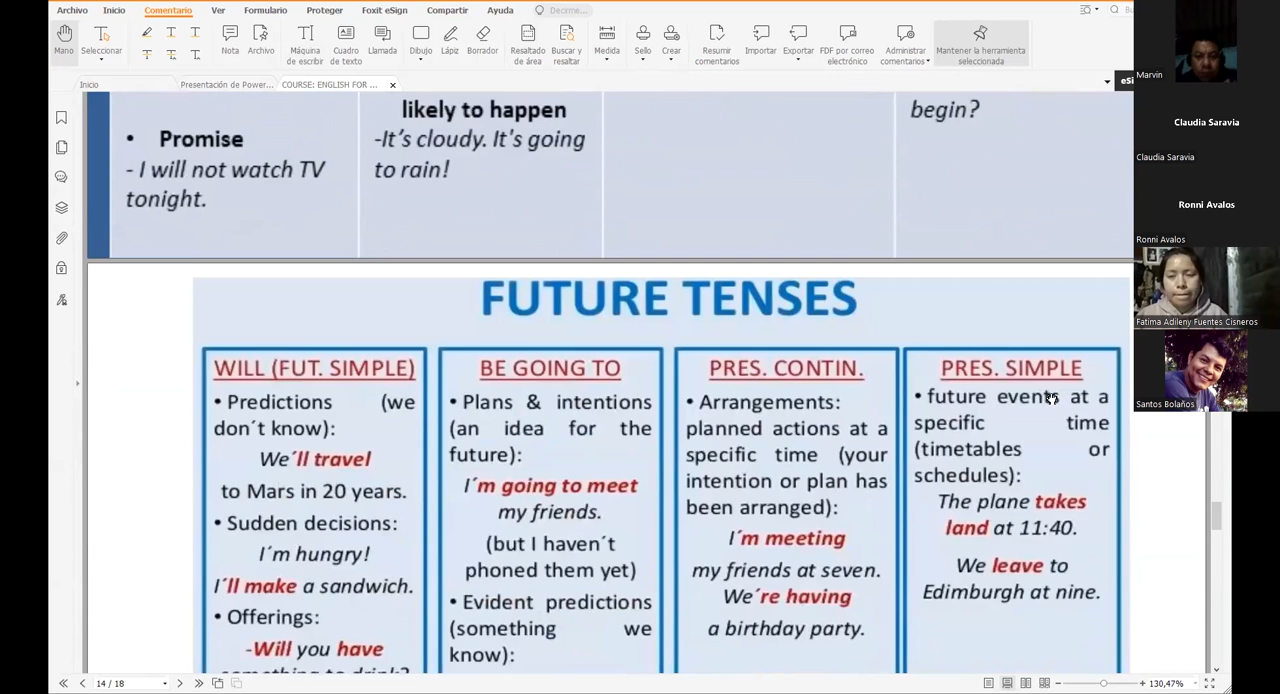 Archivo Inicio Comentario Ver Formulario Proteger Foxit eSign Compartir Ayuda Decirme...
Mano Seleccionar Nota Archivo Máquina de escribir Cuadro de texto Llamada Dibujo Lápiz Borrador Resaltado de área Buscar y resaltar Medida Sello Crear Resumir comentarios Importar Exportar FDF por correo electrónico Administrar comentarios Mantener la herramienta seleccionada
Inicio Presentación de Power... COURSE: ENGLISH FOR ... eSi
likely to happen
• Promise
- I will not watch TV
tonight.
-It's cloudy. It's going
to rain!
begin?
FUTURE TENSES
WILL (FUT. SIMPLE)
• Predictions (we
don´t know):
We´ll travel
to Mars in 20 years.
• Sudden decisions:
I´m hungry!
I´ll make a sandwich.
• Offerings:
-Will you have
something to drink?
BE GOING TO
• Plans & intentions
(an idea for the
future):
I´m going to meet
my friends.
(but I haven´t
phoned them yet)
• Evident predictions
(something we
know):
PRES. CONTIN.
• Arrangements:
planned actions at a
specific time (your
intention or plan has
been arranged):
I´m meeting
my friends at seven.
We´re having
a birthday party.
PRES. SIMPLE
• future events at a
specific time
(timetables or
schedules):
The plane takes
land at 11:40.
We leave to
Edinburgh at nine.
Marvin
Claudia Saravia
Claudia Saravia
Ronni Avalos
Ronni Avalos
Fatima Adileny Fuentes Cisneros
Santos Bolaños
14 / 18
130,47%